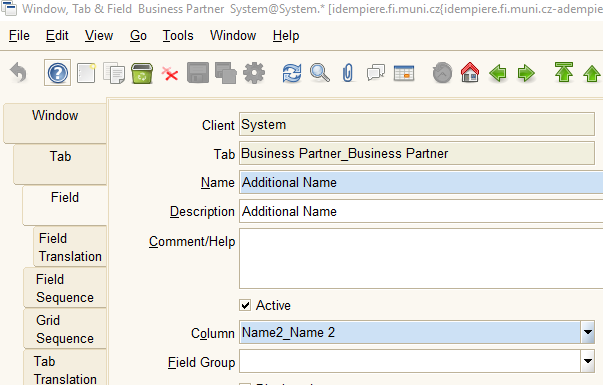 Window, Tab & Field Business Partner System@System.* [idempiere.fi.muni.cz{idempiere.fi.muni.cz-adempie
File Edit View Go Tools Window Help
Window
Tab
Field
Field
Translation
Field
Sequence
Grid
Sequence
Tab
Translation
Client System
Tab Business Partner_Business Partner
Name Additional Name
Description Additional Name
Comment/Help
Active
Column Name2_Name 2
Field Group